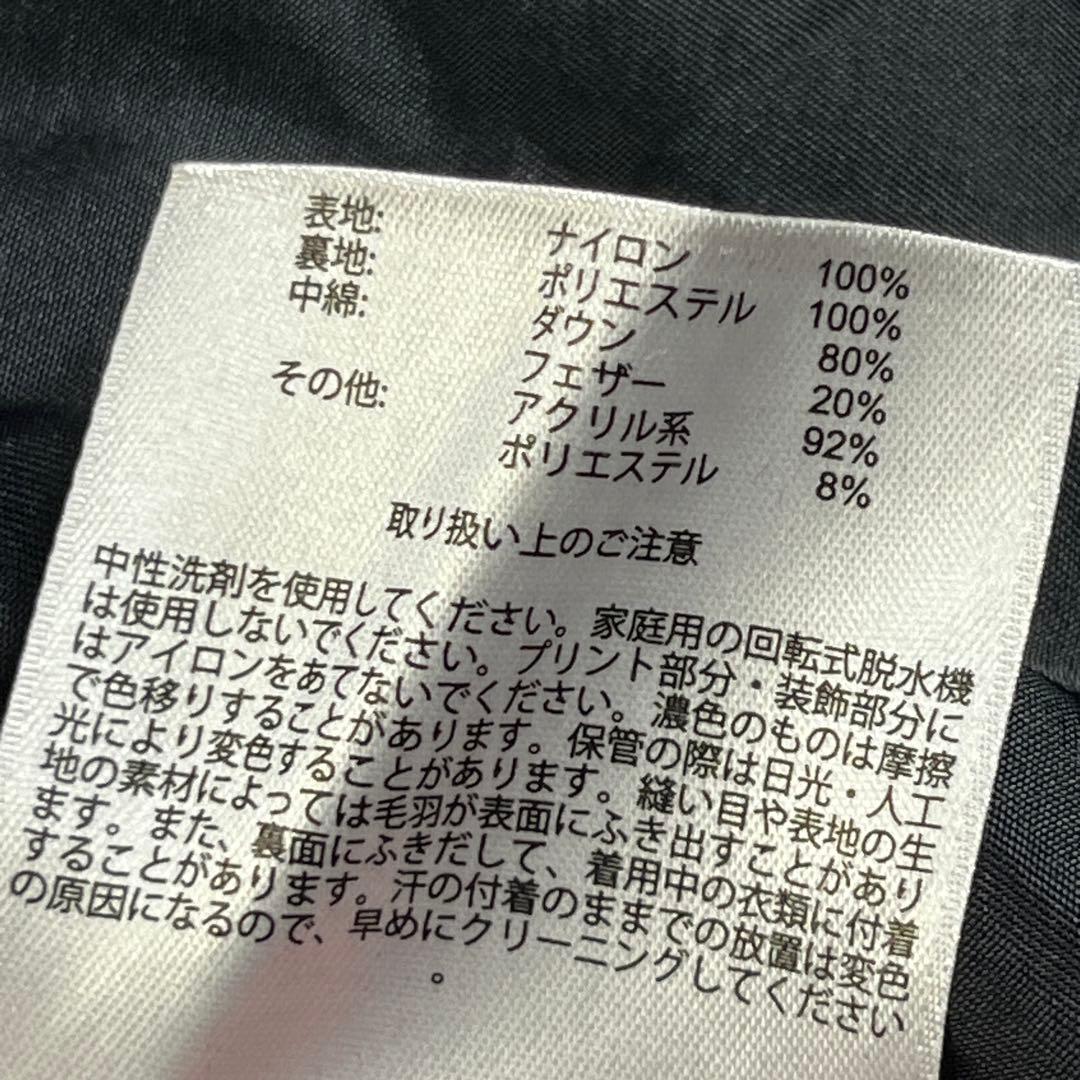 表地: ナイロン 100%
裏地: ポリエステル 100%
中綿: ダウン 80%
フェザー 20%
その他: アクリル系 92%
ポリエステル 8%
取り扱い上のご注意
中性洗剤を使用してください。家庭用の回転式脱水機
は使用しないでください。プリント部分・装飾部分に
はアイロンをあてないでください。濃色のものは摩擦
で色移りすることがあります。保管の際は日光・人工
光により変色することがあります。縫い目や表地の生
地の素材によっては毛羽が表面にふき出すことがあり
ます。また、裏面にふきだして、着用中の衣類に付着
することがあります。汗の付着のままでの放置は変色
の原因になるので、早めにクリーニングしてください
。